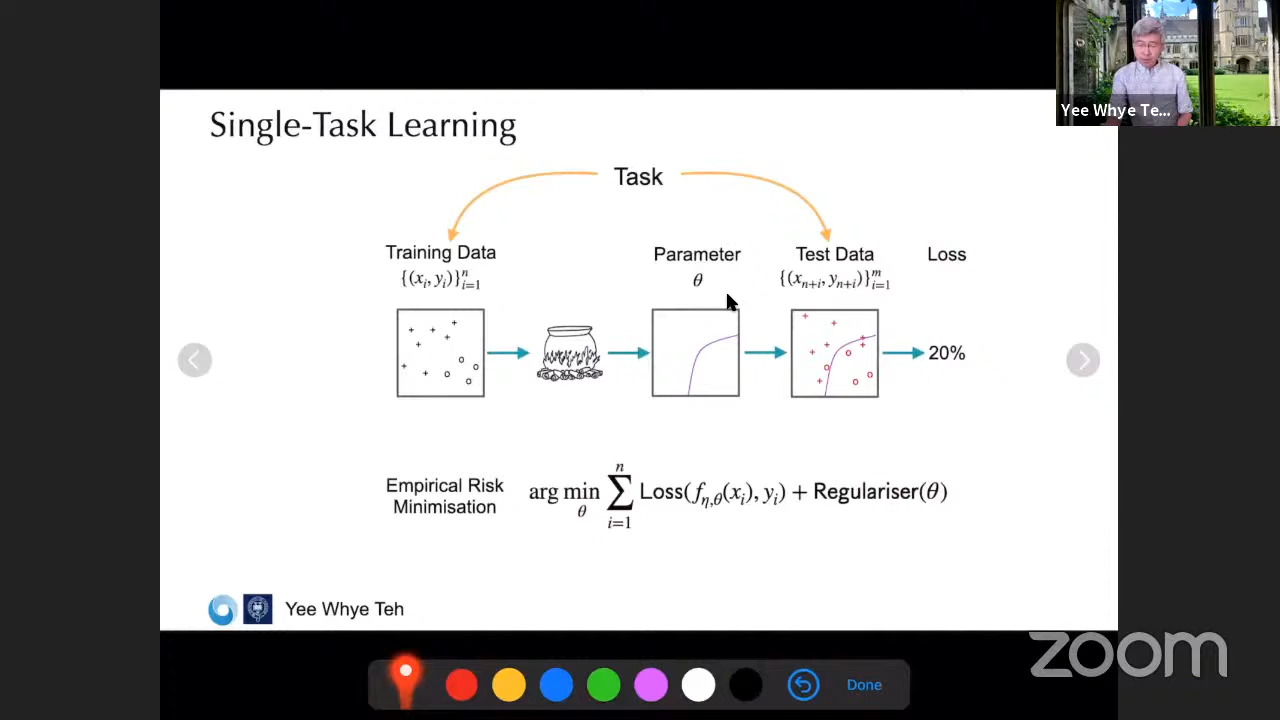 Yee Whye Te...
Single-Task Learning
Task
Training Data
{(xᵢ, yᵢ)}ⁿᵢ₌₁
Parameter
θ
Test Data
{(xₙ₊ᵢ, yₙ₊ᵢ)}ᵐᵢ₌₁
Loss
20%
Empirical Risk
Minimisation
arg min_θ ∑ⁿᵢ₌₁ Loss(f_{η,θ}(xᵢ), yᵢ) + Regulariser(θ)
Yee Whye Teh
zoom
Done